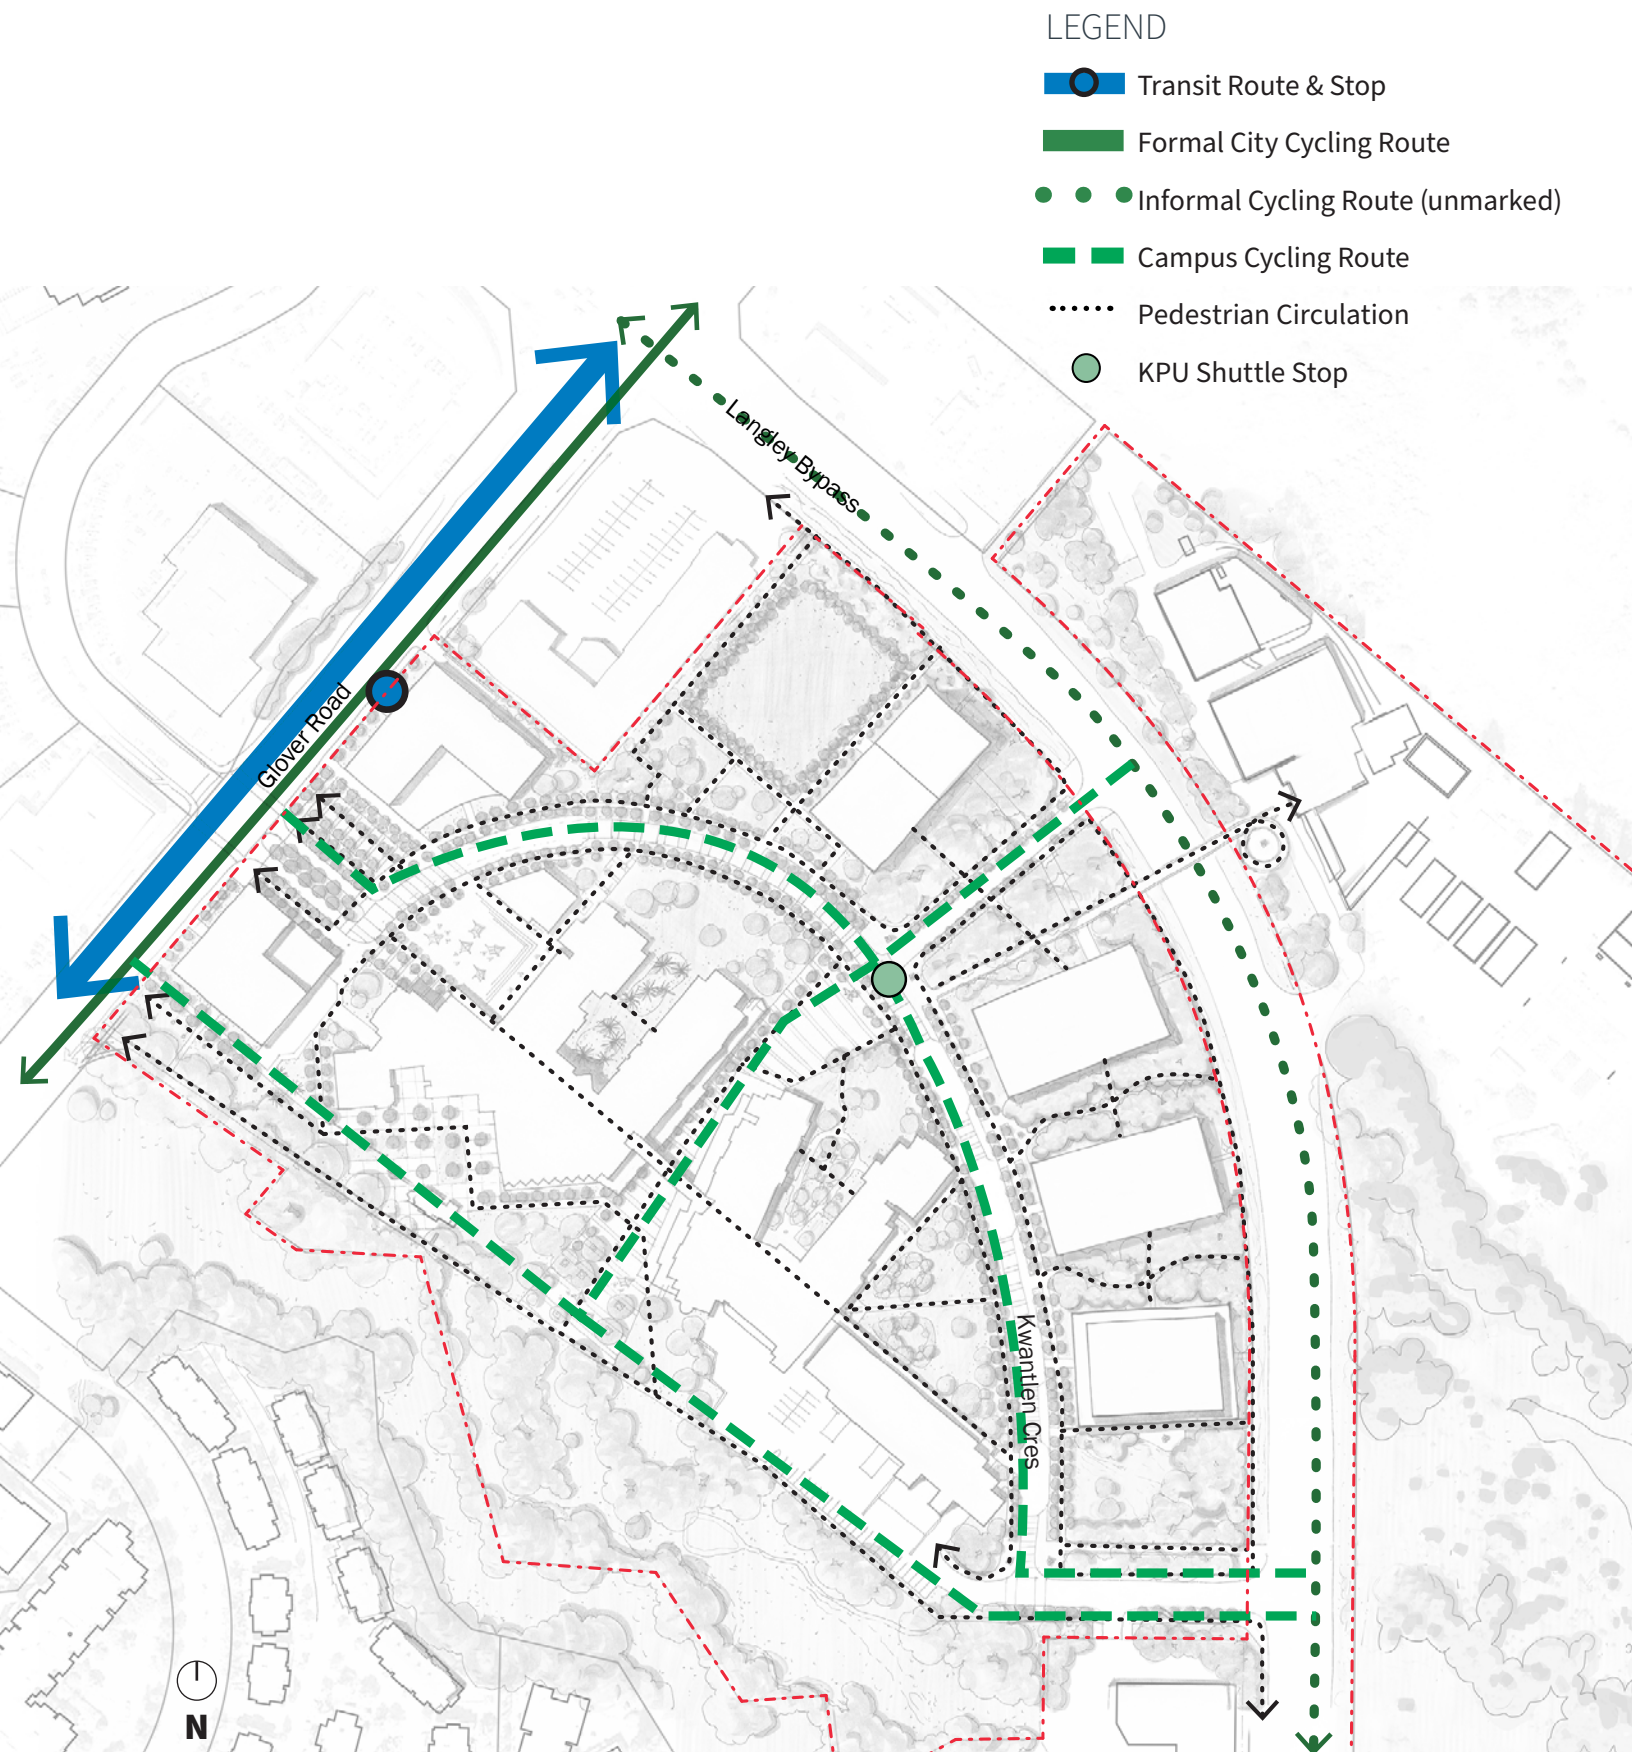 LEGEND
Transit Route & Stop
Formal City Cycling Route
Informal Cycling Route (unmarked)
Campus Cycling Route
Pedestrian Circulation
KPU Shuttle Stop
Langley Bypass
Glover Road
Kwantlen Cres
N